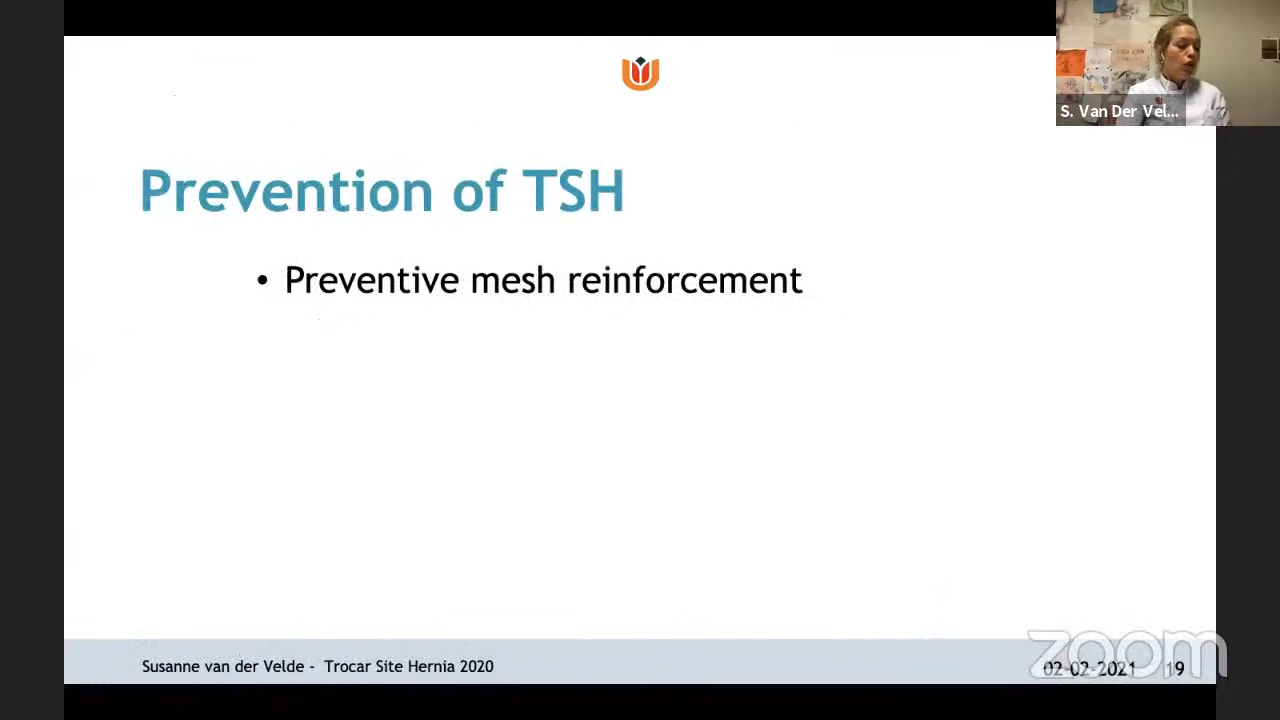 S. Van Der Vel...
Prevention of TSH
• Preventive mesh reinforcement
Susanne van der Velde - Trocar Site Hernia 2020
02-02-2021 19
zoom